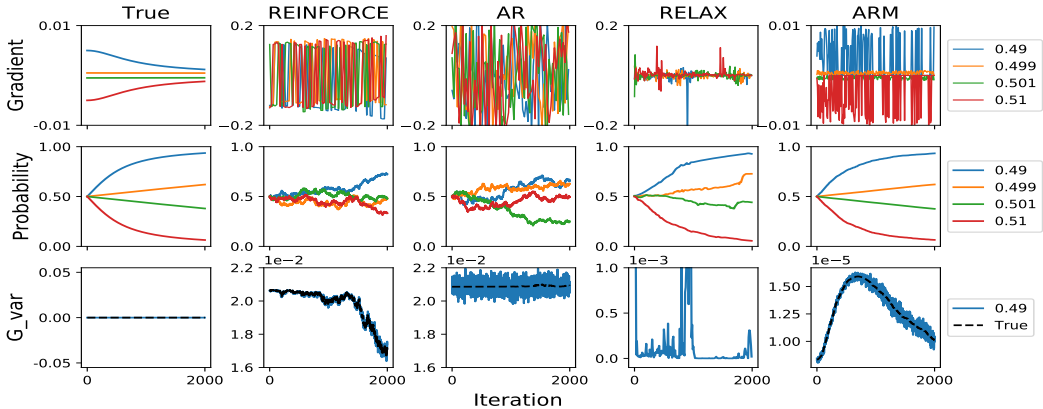 True REINFORCE AR RELAX ARM
Gradient
0.01 0.2 0.2 0.2 0.01
-0.01 −0.2 −0.2 −0.2 −0.01
0.49
0.499
0.501
0.51
Probability
1.00 1.0 1.0 1.0 1.0
0.50 0.5 0.5 0.5 0.5
0.00 0.0 0.0 0.0 0.0
0.49
0.499
0.501
0.51
G_var
1e−2 1e−2 1e−3 1e−5
0.05 2.2 2.2 1.0
2.0 2.0 1.50
0.00 0.5 1.25
1.8 1.8
-0.05 1.6 1.6 0.0 1.00
0.49
True
0 2000 0 2000 0 2000 0 2000 0 2000
Iteration